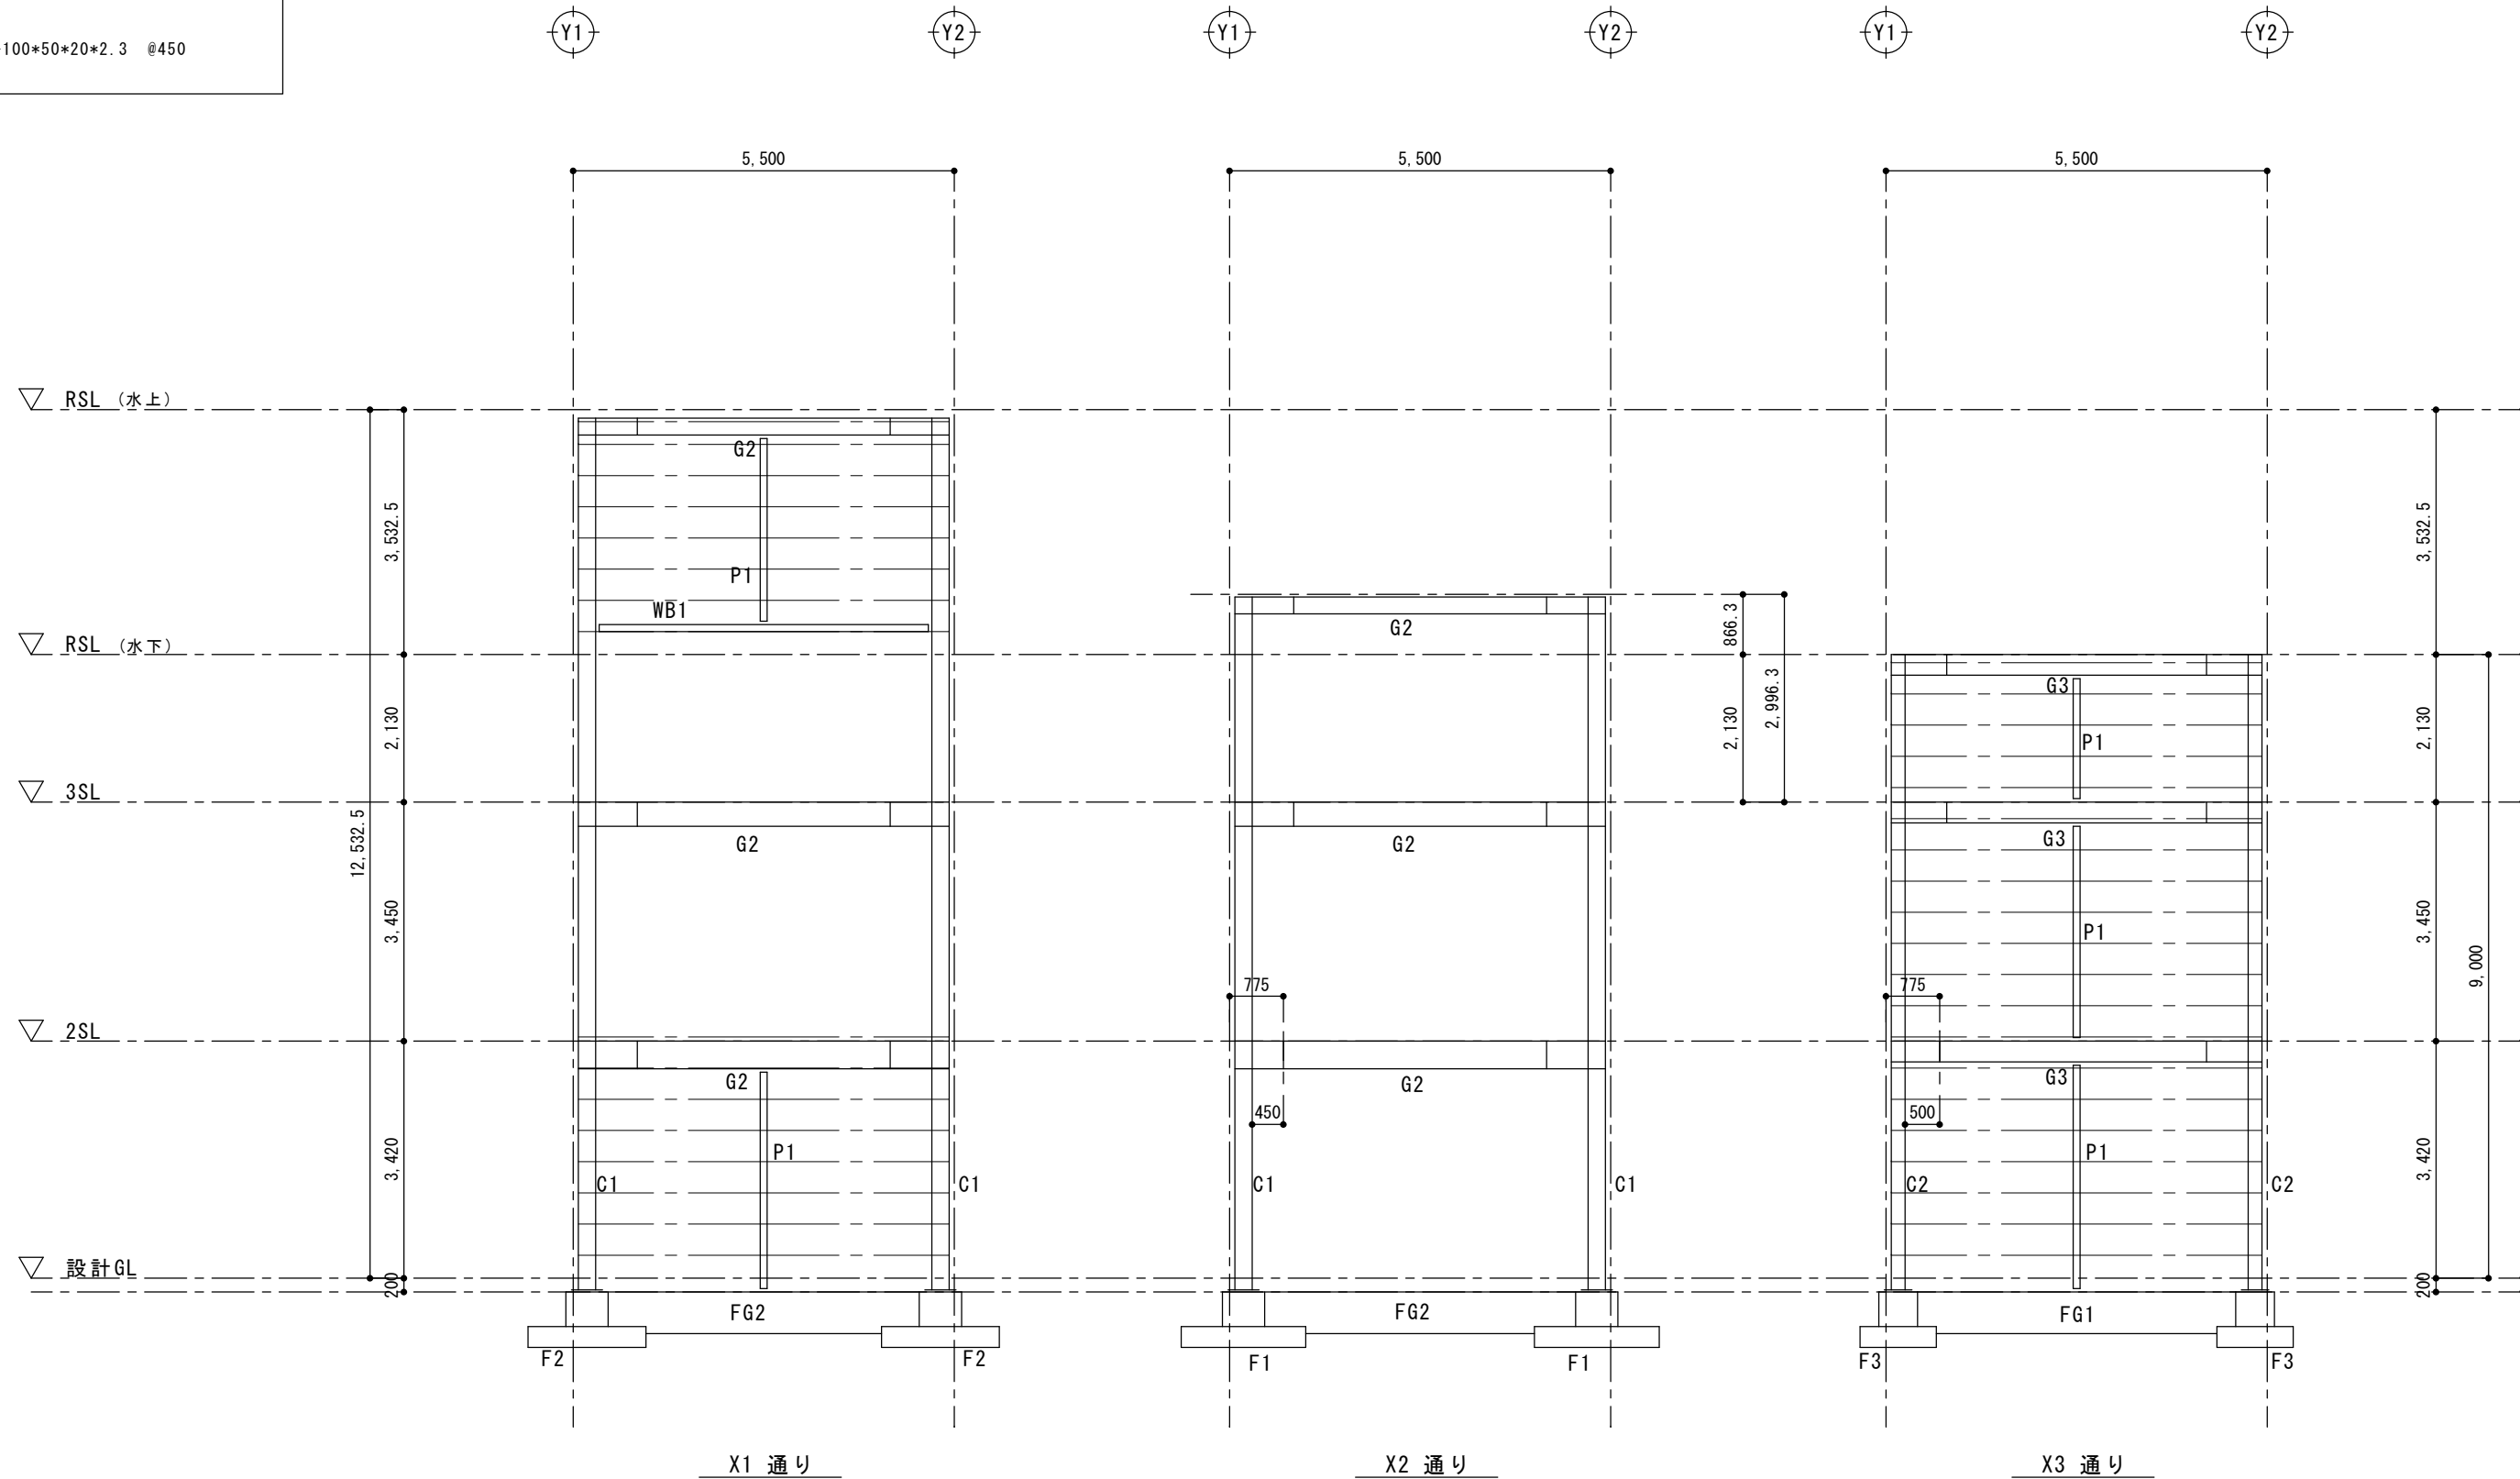 100*50*20*2.3 @450
Y1 Y2 Y1 Y2 Y1 Y2
5,500 5,500 5,500
RSL (水上)
RSL (水下)
3SL
2SL
設計GL
12,532.5
3,532.5
2,130
3,450
3,420
200
G2
P1
WB1
G2
G2
P1
C1 C1
FG2
F2 F2
X1 通り
G2
G2
775
450
G2
C1 C1
FG2
F1 F1
X2 通り
866.3
2,130
2,996.3
G3
P1
G3
P1
775
500
G3
P1
C2 C2
FG1
F3 F3
X3 通り
3,532.5
2,130
3,450
3,420
200
9,000